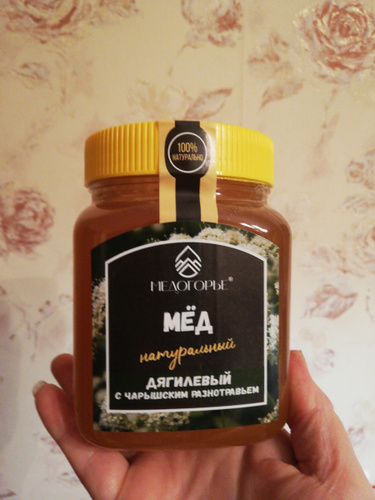 100%
НАТУРАЛЬНО
МЕДОГОРЬЕ®
МЁД
натуральный
ДЯГИЛЕВЫЙ
С ЧАРЫШСКИМ РАЗНОТРАВЬЕМ